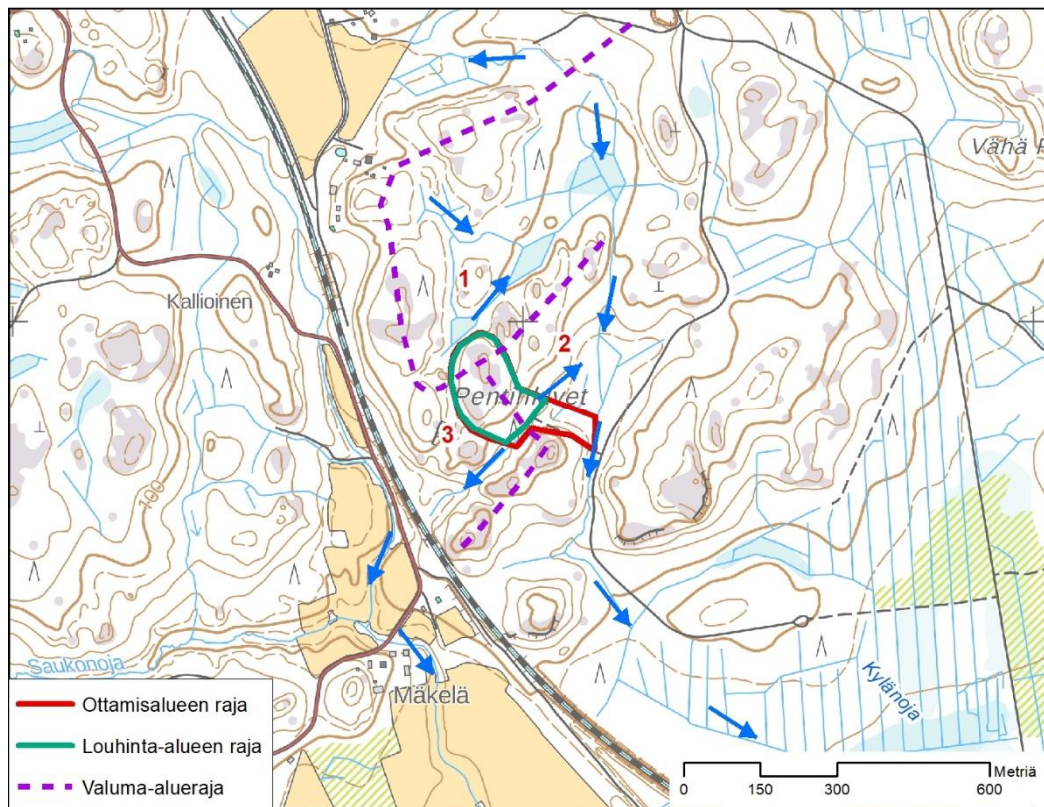 Vähä
Kallioinen
1
2
Pentinkivet
3
100
Saukonoja
Mäkelä
Kylänoja
Ottamisalueen raja
Louhinta-alueen raja
Valuma-alueraja
Metriä
0 150 300 600